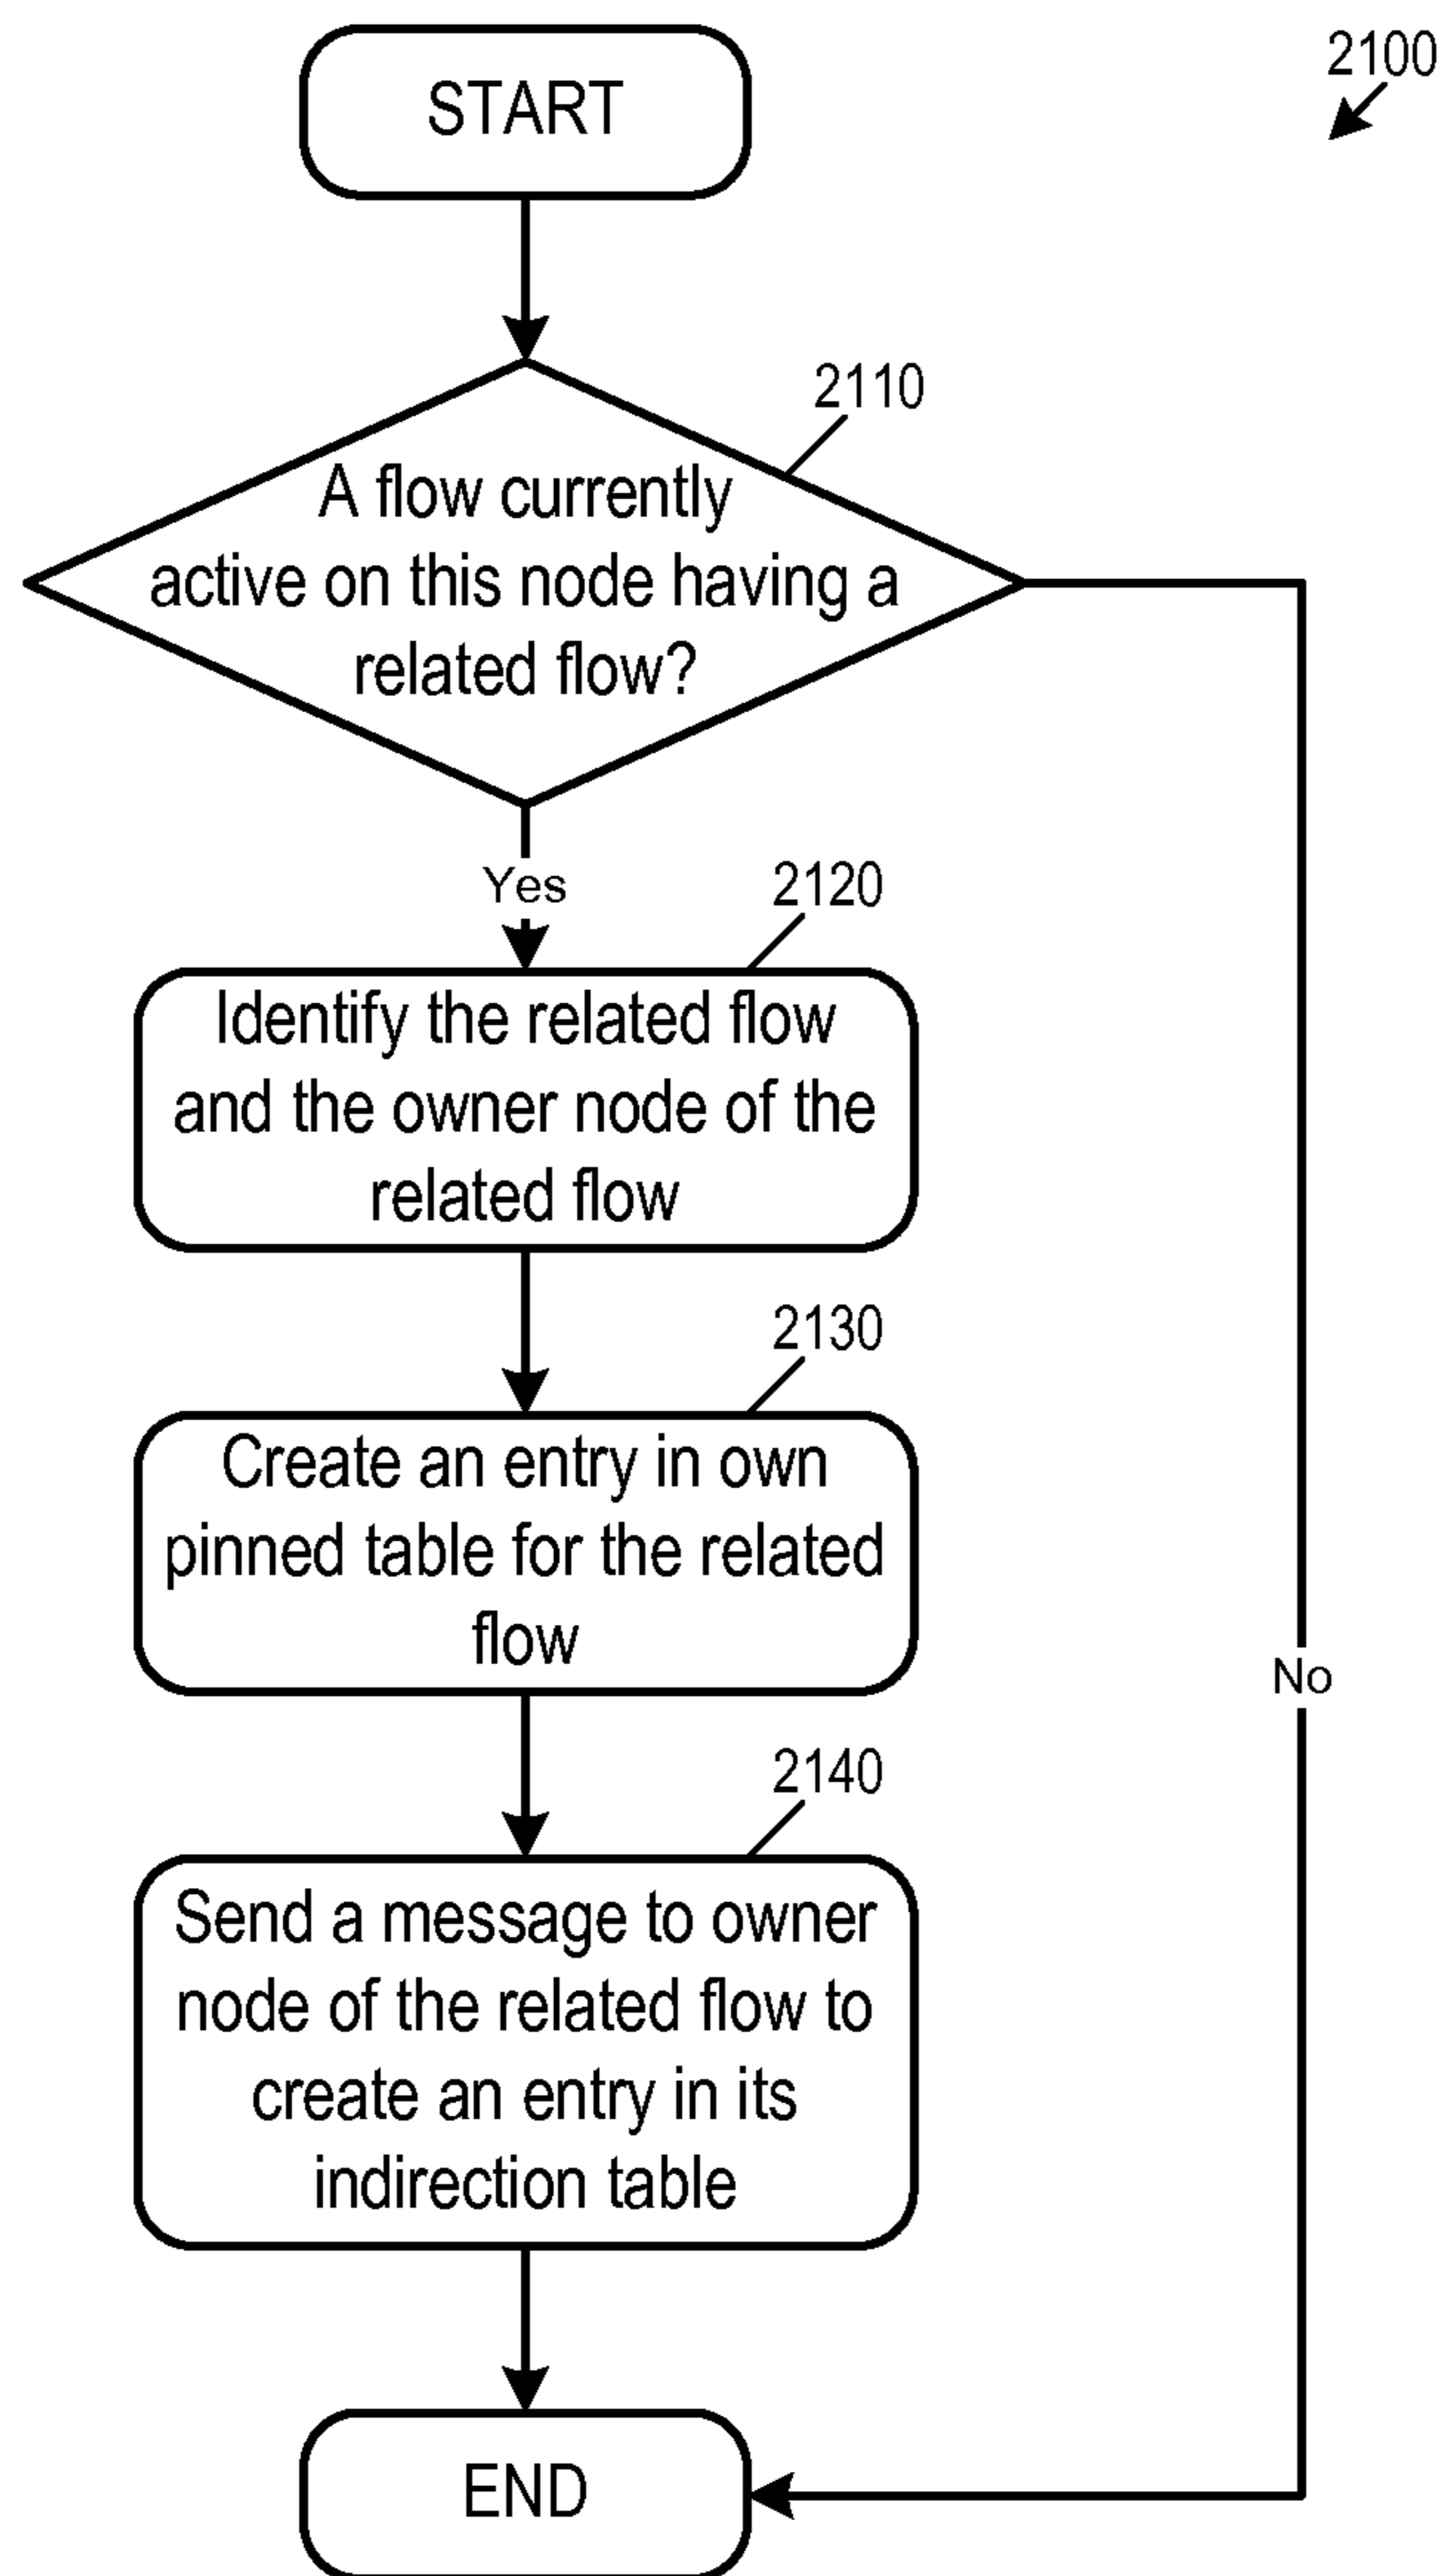 2100
START
2110
A flow currently
active on this node having a
related flow?
Yes
2120
Identify the related flow
and the owner node of the
related flow
2130
Create an entry in own
pinned table for the related
flow
No
2140
Send a message to owner
node of the related flow to
create an entry in its
indirection table
END